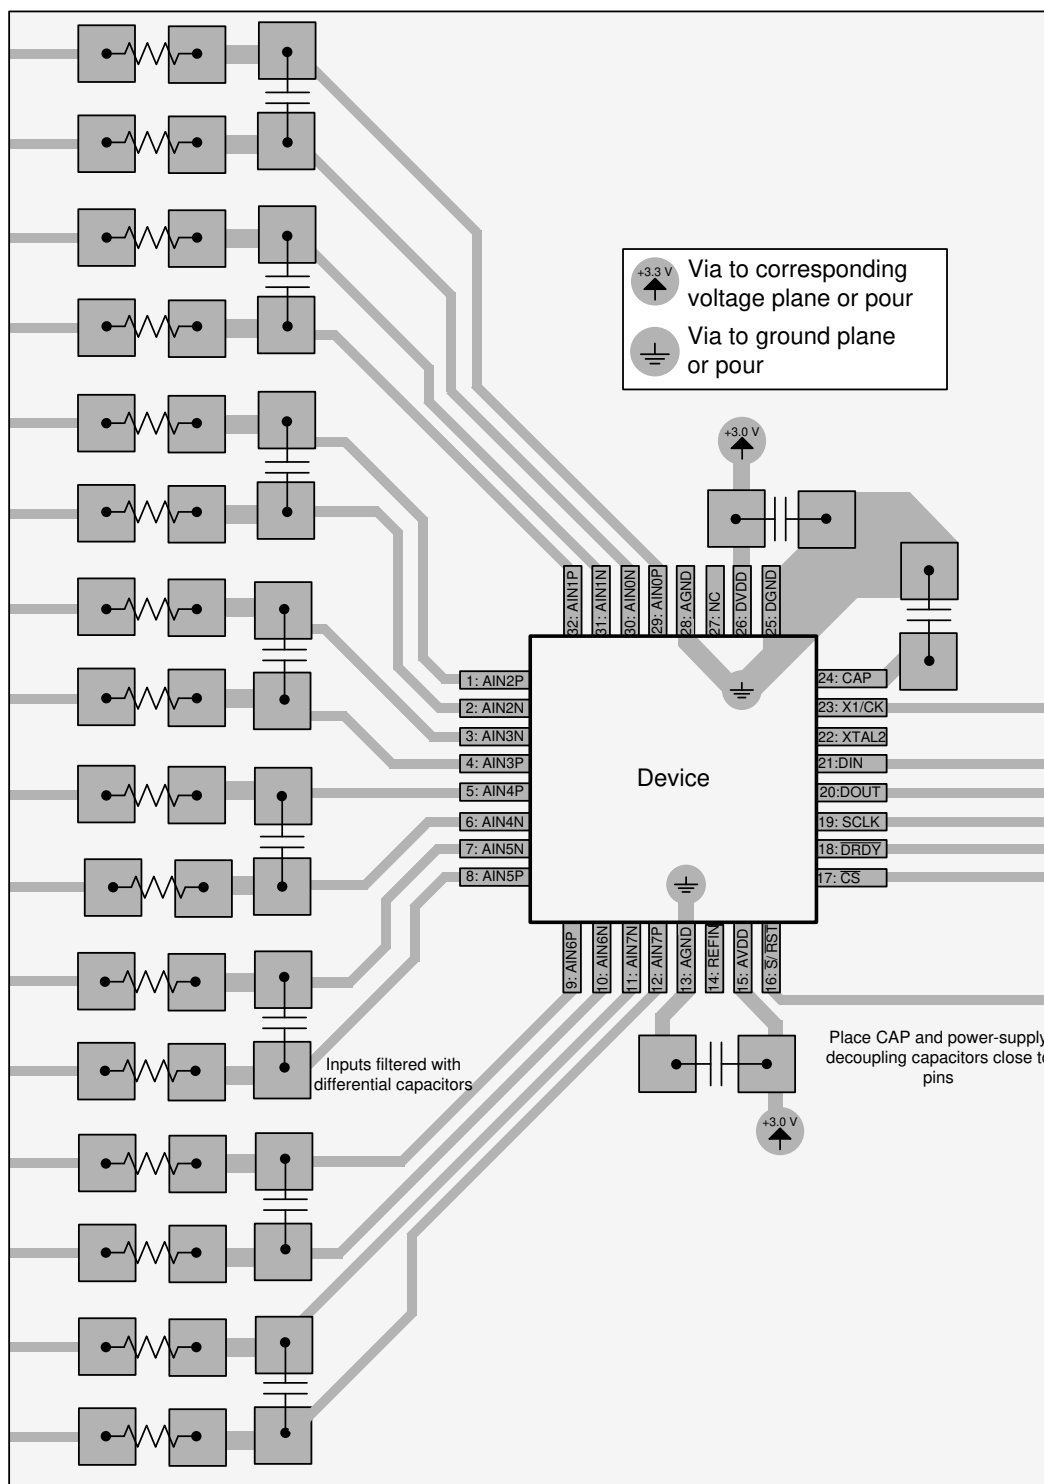 +3.3 V
Via to corresponding
voltage plane or pour
Via to ground plane
or pour
+3.0 V
32: AIN1P
31: AIN1N
30: AIN0N
29: AIN0P
28: AGND
27: NC
26: DVDD
25: DGND
1: AIN2P
2: AIN2N
3: AIN3N
4: AIN3P
5: AIN4P
6: AIN4N
7: AIN5N
8: AIN5P
Device
24: CAP
23: X1/CK
22: XTAL2
21:DIN
20:DOUT
19: SCLK
18: DRDY
17: CS
9: AIN6P
10: AIN6N
11: AIN7N
12: AIN7P
13: AGND
14: REFIN
15: AVDD
16: S/RST
Inputs filtered with
differential capacitors
Place CAP and power-supply
decoupling capacitors close to
pins
+3.0 V